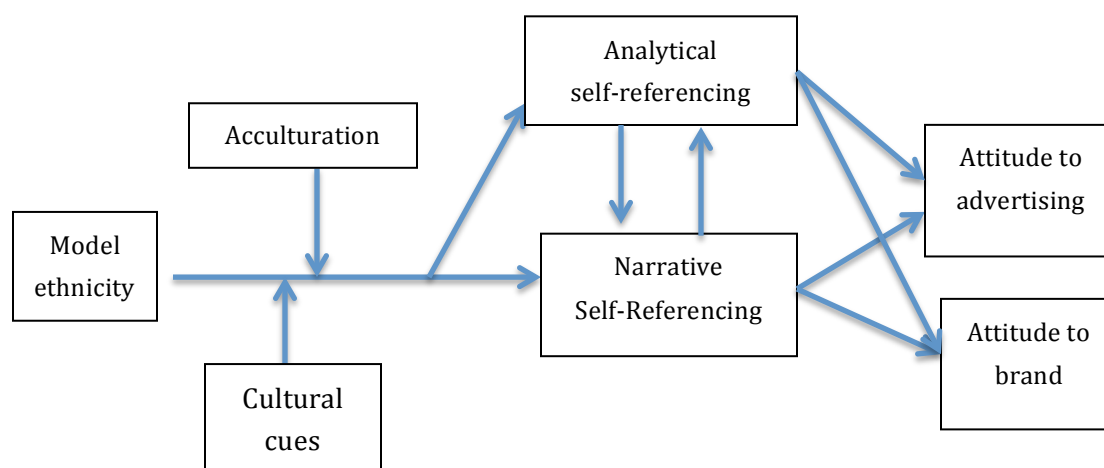 Analytical
self-referencing
Acculturation
Attitude to
advertising
Model
ethnicity
Narrative
Self-Referencing
Attitude to
brand
Cultural
cues